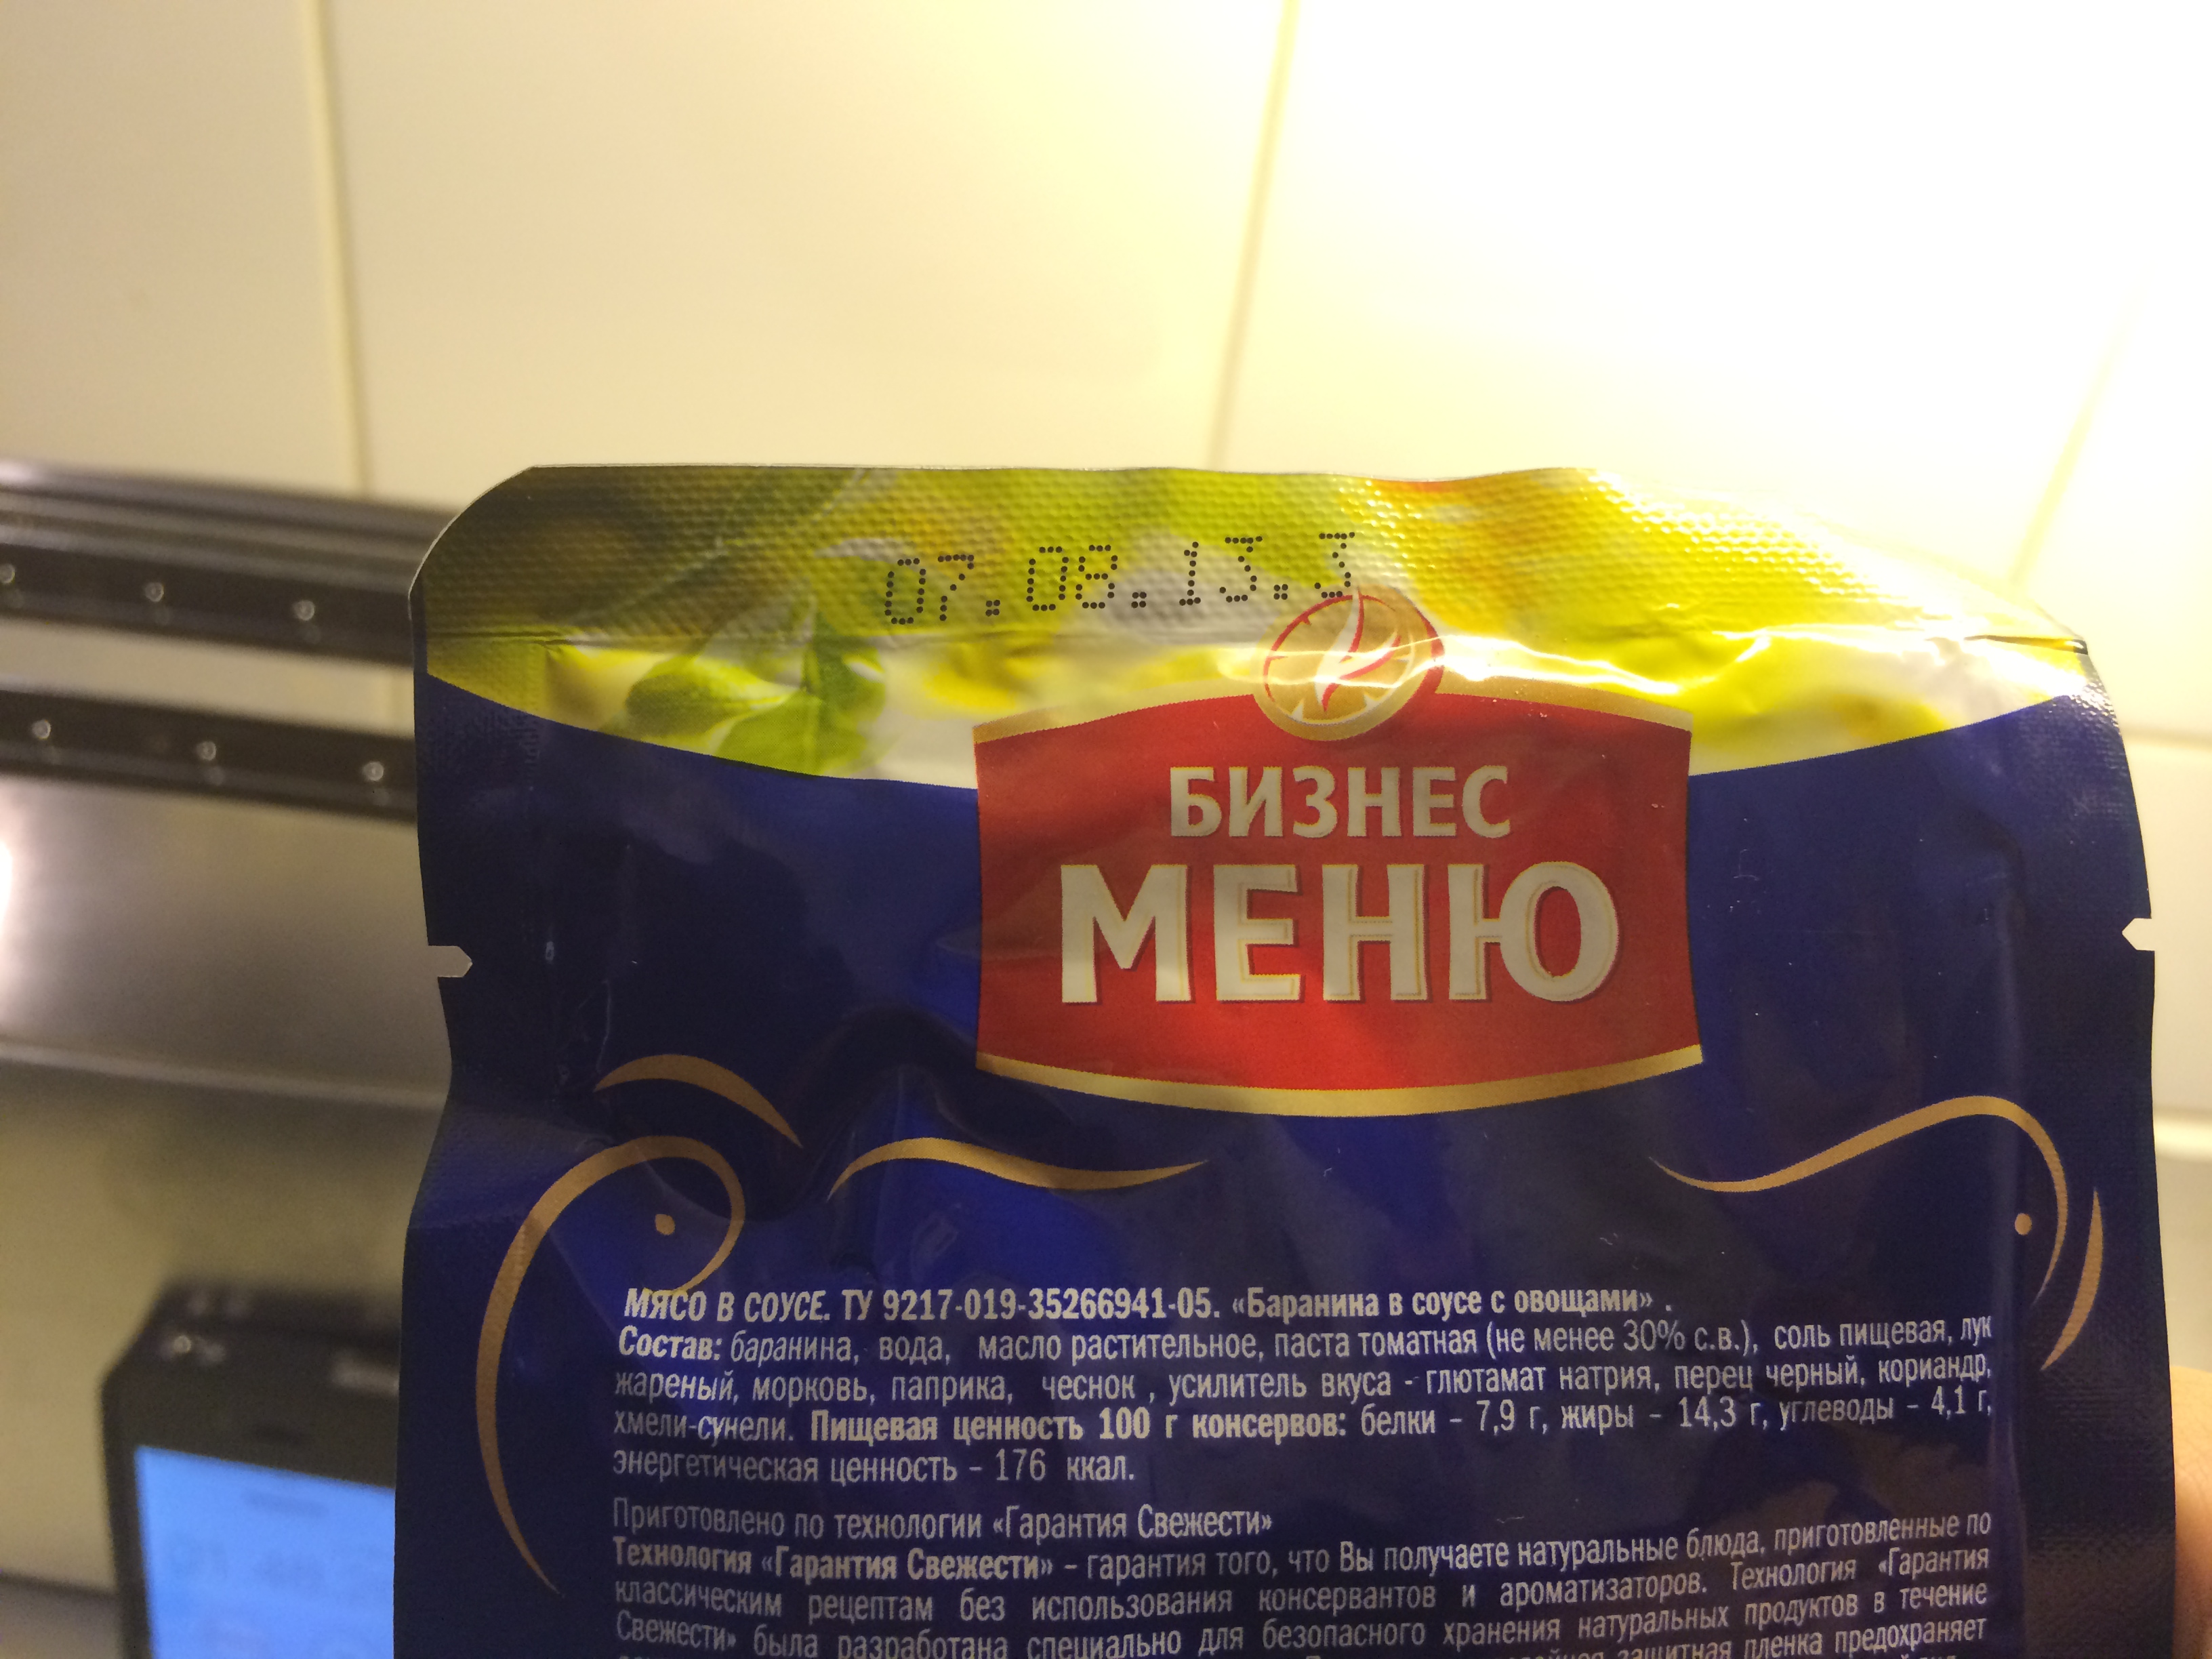 07.08.13.3
БИЗНЕС
МЕНЮ
МЯСО В СОУСЕ. ТУ 9217-019-35266941-05. «Баранина в соусе с овощами» .
Состав: баранина, вода, масло растительное, паста томатная (не менее 30% с.в.), соль пищевая, лук
жареный, морковь, паприка, чеснок , усилитель вкуса - глютамат натрия, перец черный, кориандр,
хмели-сунели. Пищевая ценность 100 г консервов: белки - 7,9 г, жиры - 14,3 г, углеводы - 4,1 г,
энергетическая ценность - 176 ккал.
Приготовлено по технологии «Гарантия Свежести»
Технология «Гарантия Свежести» - гарантия того, что Вы получаете натуральные блюда, приготовленные по
классическим рецептам без использования консервантов и ароматизаторов. Технология «Гарантия
Свежести» была разработана специально для безопасного хранения натуральных продуктов в течение
защитная пленка предохраняет